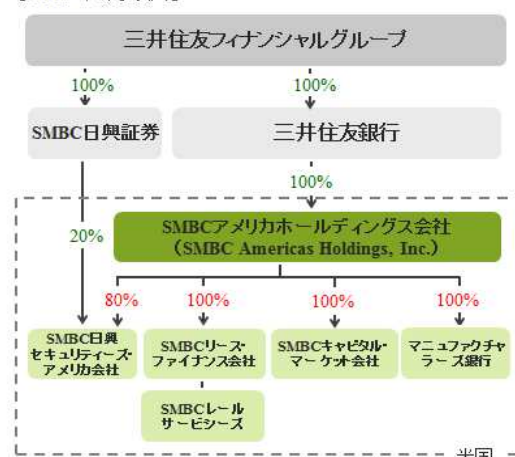 三井住友フィナンシャルグループ
100%
100%
SMBC日興証券
三井住友銀行
100%
20%
SMBCアメリカホールディングス会社
(SMBC Americas Holdings, Inc.)
80%
100%
100%
100%
SMBC日興
セキュリティーズ・
アメリカ会社
SMBCリース・
ファイナンス会社
SMBCキャピタル・
マーケット会社
マニュファクチャ
ラーズ銀行
SMBCレール
サービシーズ
米国